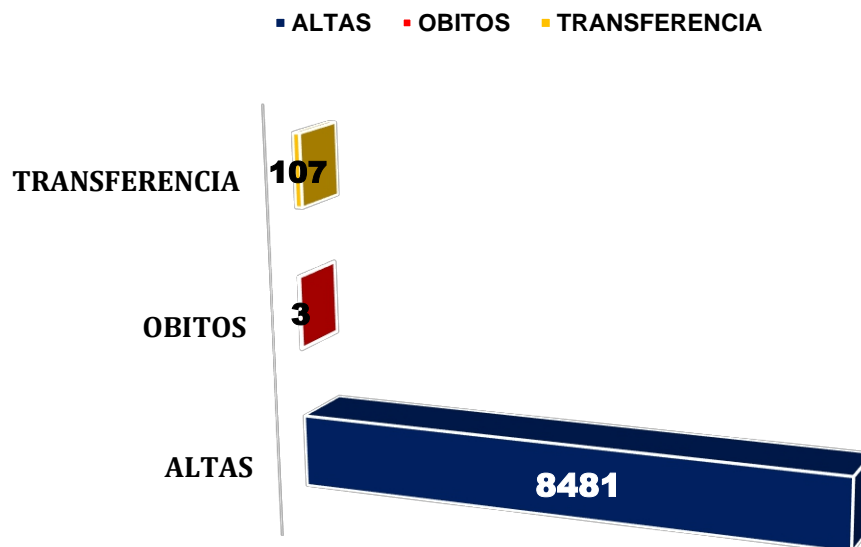 ALTAS OBITOS TRANSFERENCIA
TRANSFERENCIA 107
OBITOS 3
ALTAS 8481